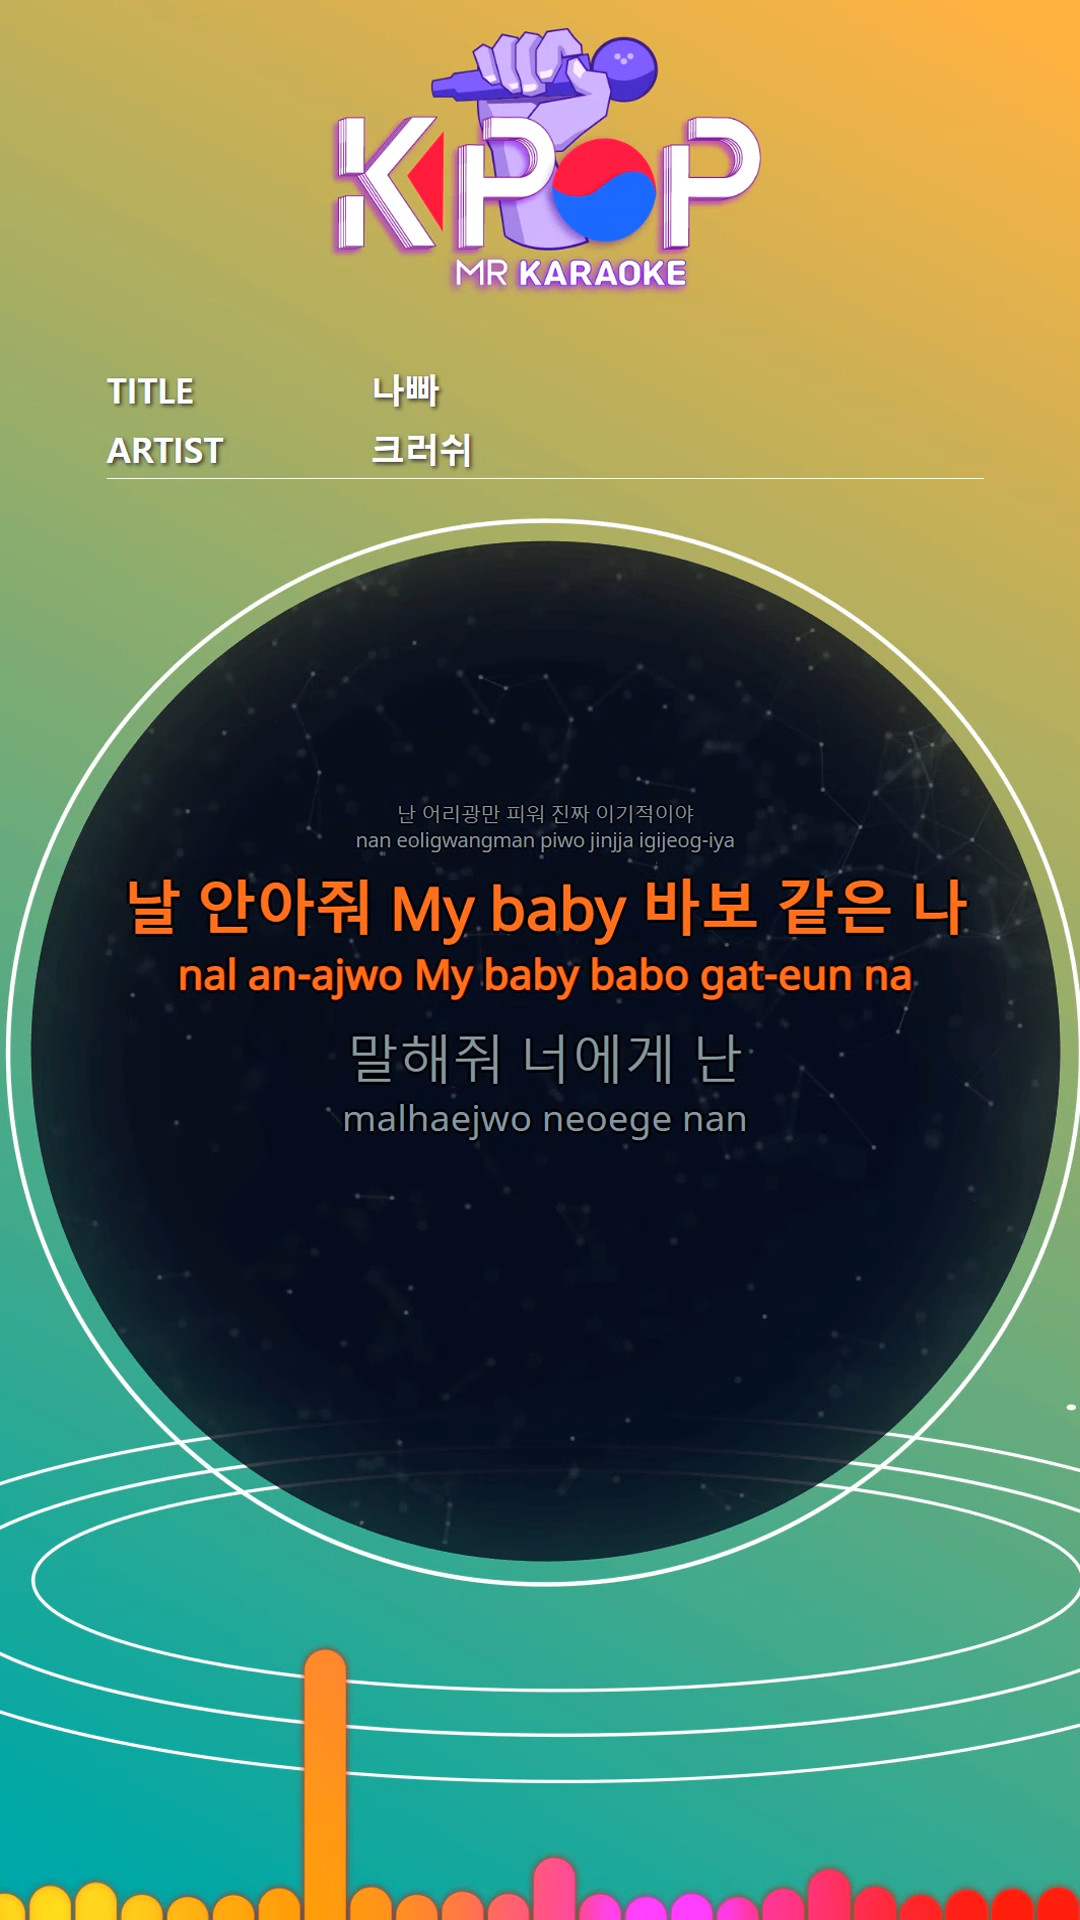 KPOP
MR KARAOKE
TITLE 나빠
ARTIST 크러쉬
난 어리광만 피워 진짜 이기적이야
nan eoligwangman piwo jinjja igijeog-iya
날 안아줘 My baby 바보 같은 나
nal an-ajwo My baby babo gat-eun na
말해줘 너에게 난
malhaejwo neoege nan